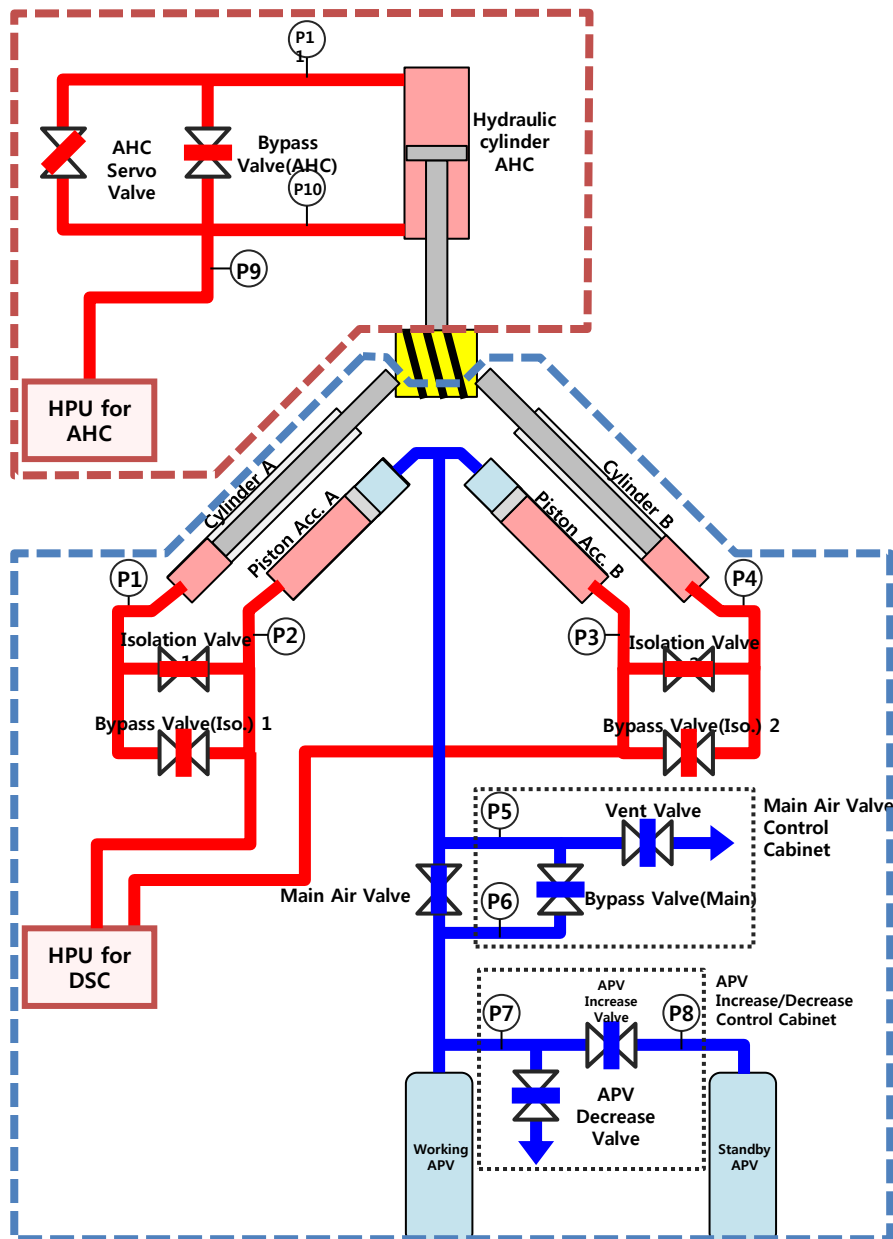 P1
1
Hydraulic
cylinder
AHC
AHC
Servo
Valve
Bypass
Valve(AHC)
P10
P9
HPU for
AHC
Cylinder A
Piston Acc. A
Cylinder B
Piston Acc. B
P1
P2
P3
P4
Isolation Valve
1
Isolation Valve
2
Bypass Valve(Iso.) 1
Bypass Valve(Iso.) 2
P5
Vent Valve
Main Air Valve
Control
Cabinet
Main Air Valve
P6
Bypass Valve(Main)
HPU for
DSC
P7
APV
Increase
Valve
P8
APV
Increase/Decrease
Control Cabinet
APV
Decrease
Valve
Working
APV
Standby
APV